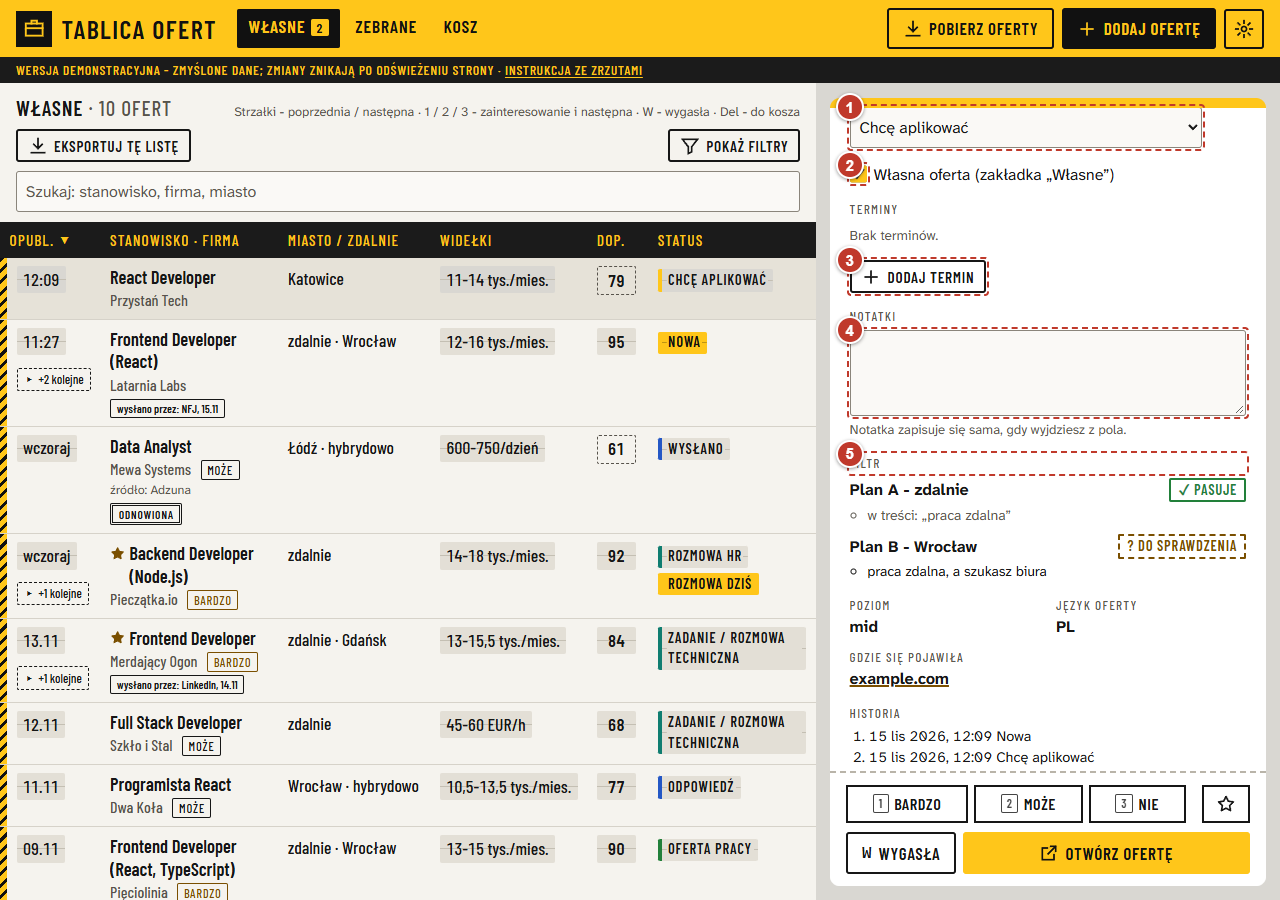 TABLICA OFERT
WŁASNE 2
ZEBRANE
KOSZ
POBIERZ OFERTY
DODAJ OFERTĘ
WERSJA DEMONSTRACYJNA - ZMYŚLONE DANE; ZMIANY ZNIKAJĄ PO ODŚWIEŻENIU STRONY · INSTRUKCJA ZE ZRZUTAMI
WŁASNE · 10 OFERT
Strzałki - poprzednia / następna · 1 / 2 / 3 - zainteresowanie i następna · W - wygasła · Del - do kosza
EKSPORTUJ TĘ LISTĘ
POKAŻ FILTRY
Szukaj: stanowisko, firma, miasto
OPUBL. ▼ STANOWISKO · FIRMA MIASTO / ZDALNIE WIDEŁKI DOP. STATUS
12:09 React Developer Katowice 11-14 tys./mies. 79 CHCĘ APLIKOWAĆ
Przystań Tech
11:27 Frontend Developer zdalnie · Wrocław 12-16 tys./mies. 95 NOWA
(React)
+2 kolejne Latarnia Labs
wysłano przez: NFJ, 15.11
wczoraj Data Analyst Łódź · hybrydowo 600-750/dzień 61 WYSŁANO
Mewa Systems MOŻE
źródło: Adzuna
ODNOWIONA
wczoraj Backend Developer zdalnie 14-18 tys./mies. 92 ROZMOWA HR
(Node.js) ROZMOWA DZIŚ
+1 kolejne Pieczątka.io BARDZO
13.11 Frontend Developer zdalnie · Gdańsk 13-15,5 tys./mies. 84 ZADANIE / ROZMOWA
Merdający Ogon BARDZO TECHNICZNA
+1 kolejne wysłano przez: LinkedIn, 14.11
12.11 Full Stack Developer zdalnie 45-60 EUR/h 68 ZADANIE / ROZMOWA
Szkło i Stal MOŻE TECHNICZNA
11.11 Programista React Wrocław · hybrydowo 10,5-13,5 tys./mies. 77 ODPOWIEDŹ
Dwa Koła MOŻE
09.11 Frontend Developer zdalnie · Wrocław 13-15 tys./mies. 90 OFERTA PRACY
(React, TypeScript)
Pięciolinia BARDZO
1
Chcę aplikować
2
Własna oferta (zakładka „Własne”)
TERMINY
Brak terminów.
3
DODAJ TERMIN
NOTATKI
4
Notatka zapisuje się sama, gdy wyjdziesz z pola.
5
Plan A - zdalnie ✓ PASUJE
w treści: „praca zdalna”
Plan B - Wrocław ? DO SPRAWDZENIA
praca zdalna, a szukasz biura
POZIOM JĘZYK OFERTY
mid PL
GDZIE SIĘ POJAWIŁA
example.com
HISTORIA
1. 15 lis 2026, 12:09 Nowa
2. 15 lis 2026, 12:09 Chcę aplikować
1 BARDZO 2 MOŻE 3 NIE
W WYGASŁA OTWÓRZ OFERTĘ